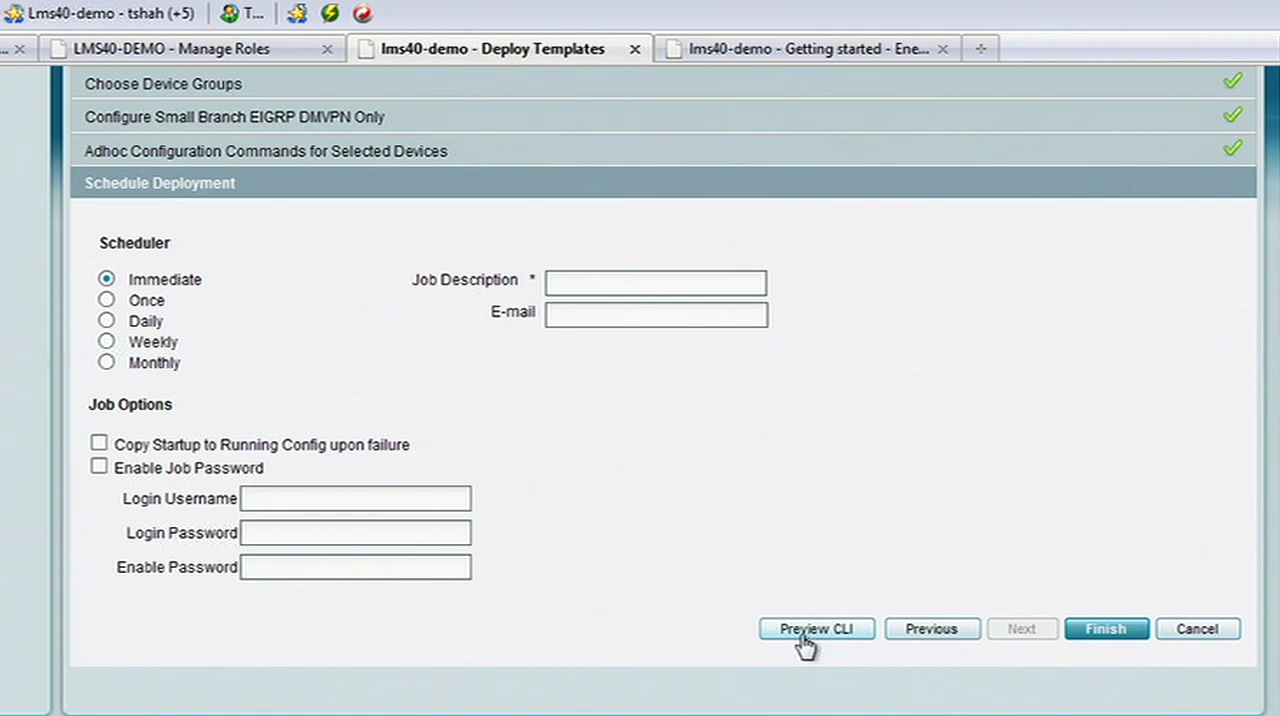 Lms40-demo - tshah (+5) T...
... LMS40-DEMO - Manage Roles lms40-demo - Deploy Templates lms40-demo - Getting started - Ene...
Choose Device Groups
Configure Small Branch EIGRP DMVPN Only
Adhoc Configuration Commands for Selected Devices
Schedule Deployment
Scheduler
Immediate Job Description *
Once E-mail
Daily
Weekly
Monthly
Job Options
Copy Startup to Running Config upon failure
Enable Job Password
Login Username
Login Password
Enable Password
Preview CLI Previous Next Finish Cancel